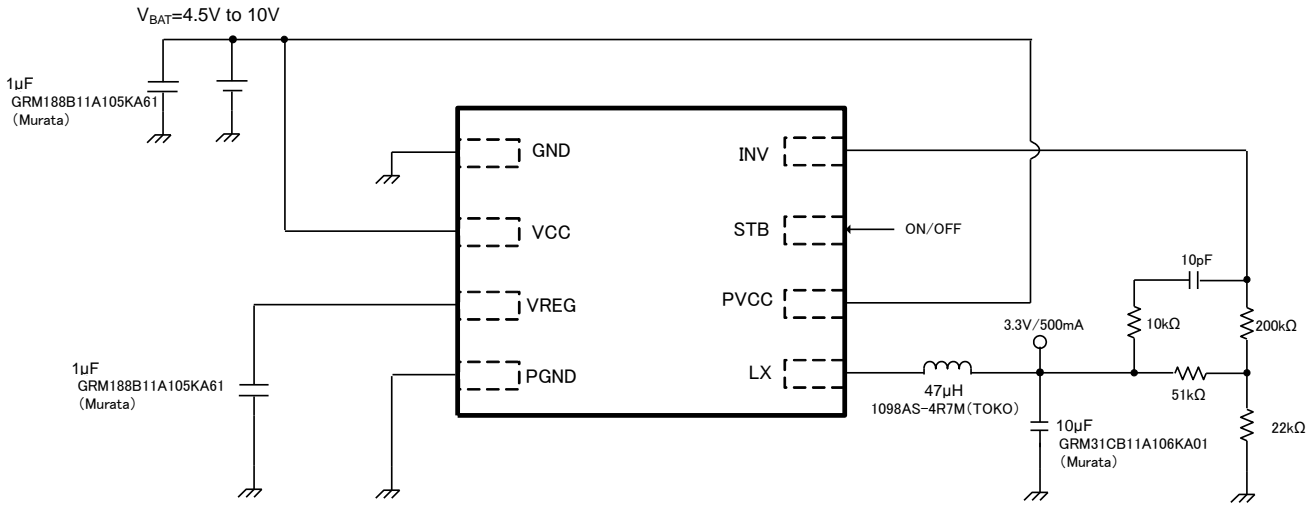 VBAT=4.5V to 10V
1μF
GRM188B11A105KA61
(Murata)
GND
VCC
VREG
PGND
INV
STB
PVCC
LX
ON/OFF
10pF
10kΩ
200kΩ
3.3V/500mA
51kΩ
22kΩ
47μH
1098AS-4R7M(TOKO)
10μF
GRM31CB11A106KA01
(Murata)
1μF
GRM188B11A105KA61
(Murata)